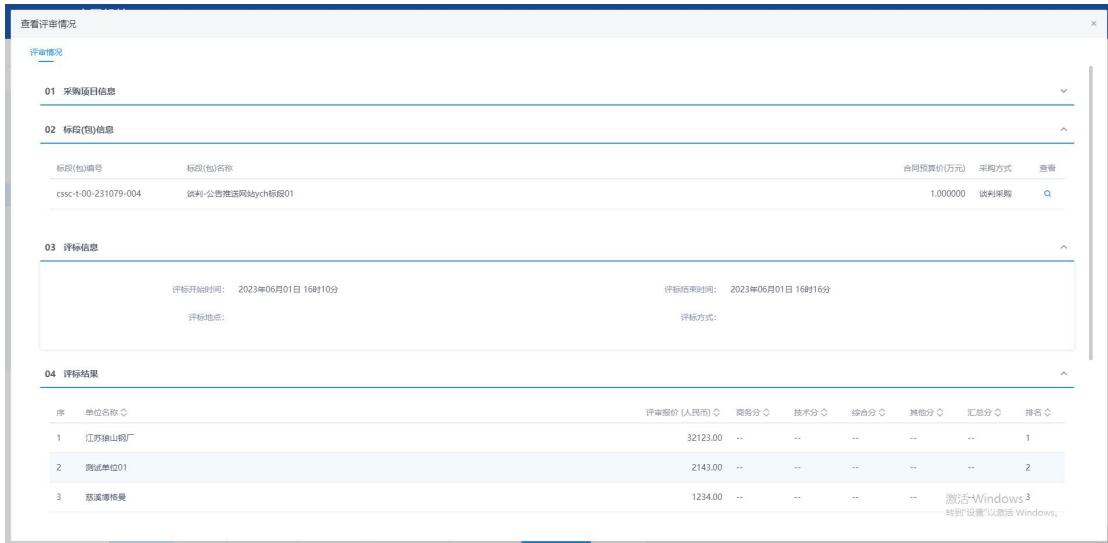 查看评审情况 ×
评审情况
01 采购项目信息
02 标段(包)信息
标段(包)编号 标段(包)名称 合同预算价(万元) 采购方式 查看
cssc-t-00-231079-004 谈判-公告推送网站ych标段01 1.000000 谈判采购
03 评标信息
评标开始时间: 2023年06月01日 16时10分 评标结束时间: 2023年06月01日 16时16分
评标地点: 评标方式:
04 评标结果
序 单位名称 评审报价 (人民币) 商务分 技术分 综合分 其他分 汇总分 排名
1 江苏狼山钢厂 32123.00 -- -- -- -- -- 1
2 测试单位01 2143.00 -- -- -- -- -- 2
3 慈溪博格曼 1234.00 -- -- -- -- -- 3
激活 Windows
转到"设置"以激活 Windows。